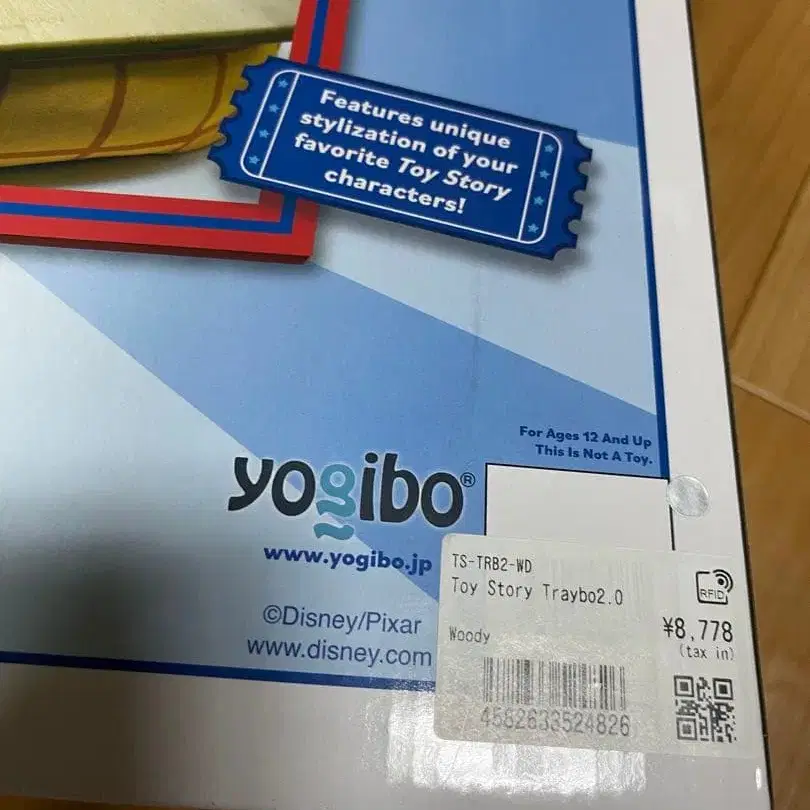 Features unique
stylization of your
favorite Toy Story
characters!
For Ages 12 And Up
This Is Not A Toy.
yogibo®
www.yogibo.jp
©Disney/Pixar
www.disney.com
TS-TRB2-WD
Toy Story Traybo2.0
RFID
Woody
¥8,778
(tax in)
4582633524826